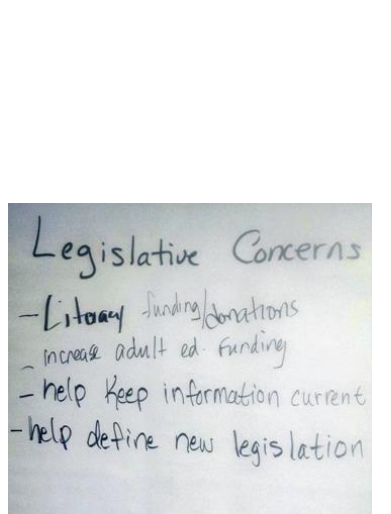 Legislative Concerns
- Literacy funding/donations
- increase adult ed. funding
- help keep information current
- help define new legislation